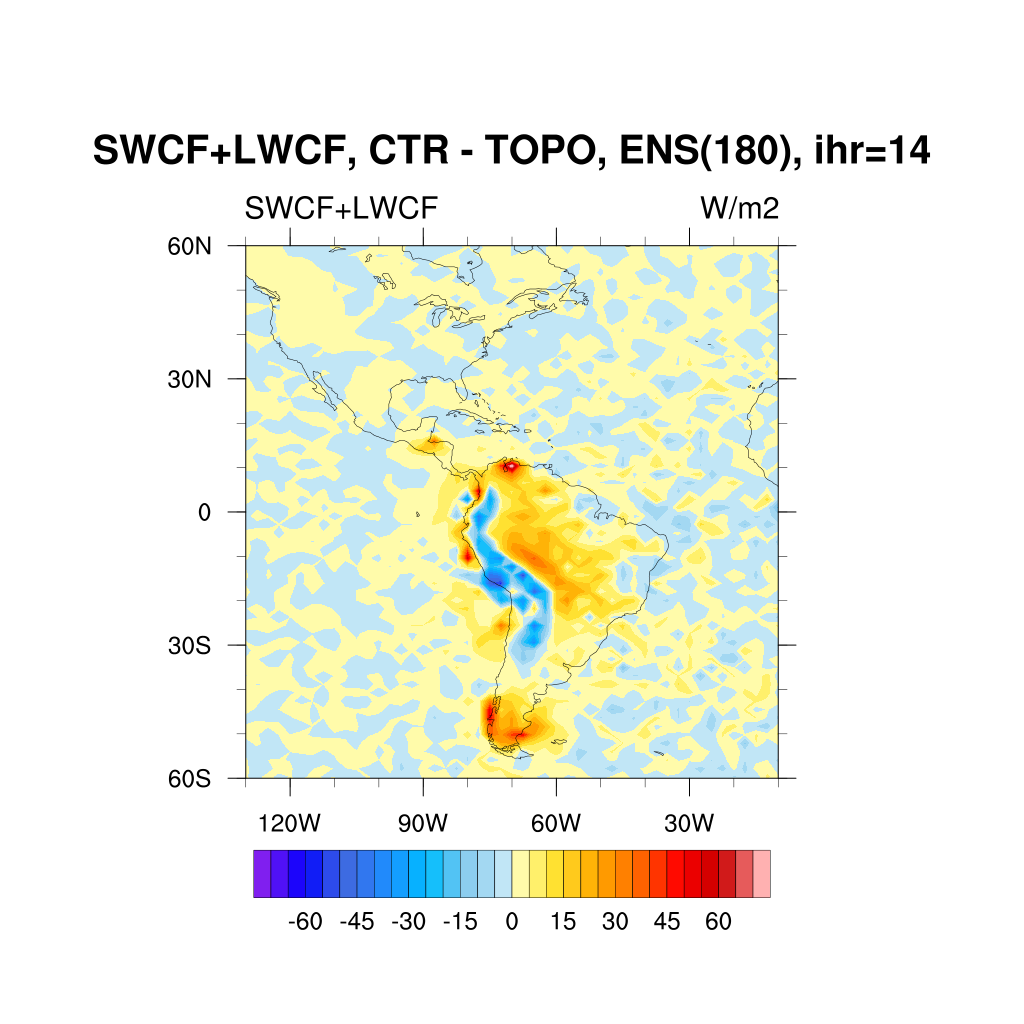 SWCF+LWCF, CTR - TOPO, ENS(180), ihr=14
SWCF+LWCF W/m2
60N
30N
0
30S
60S
120W 90W 60W 30W
-60 -45 -30 -15 0 15 30 45 60